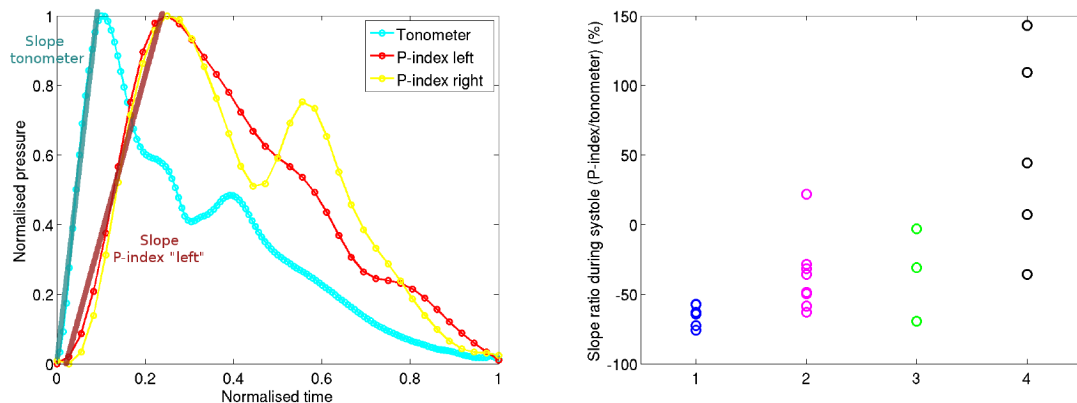 1
0.8
0.6
0.4
0.2
0
0
0.2
0.4
0.6
0.8
1
Normalised pressure
Normalised time
Slope
tonometer
Slope
P-index "left"
Tonometer
P-index left
P-index right
150
100
50
0
-50
-100
1
2
3
4
Slope ratio during systole (P-index/tonometer) (%)